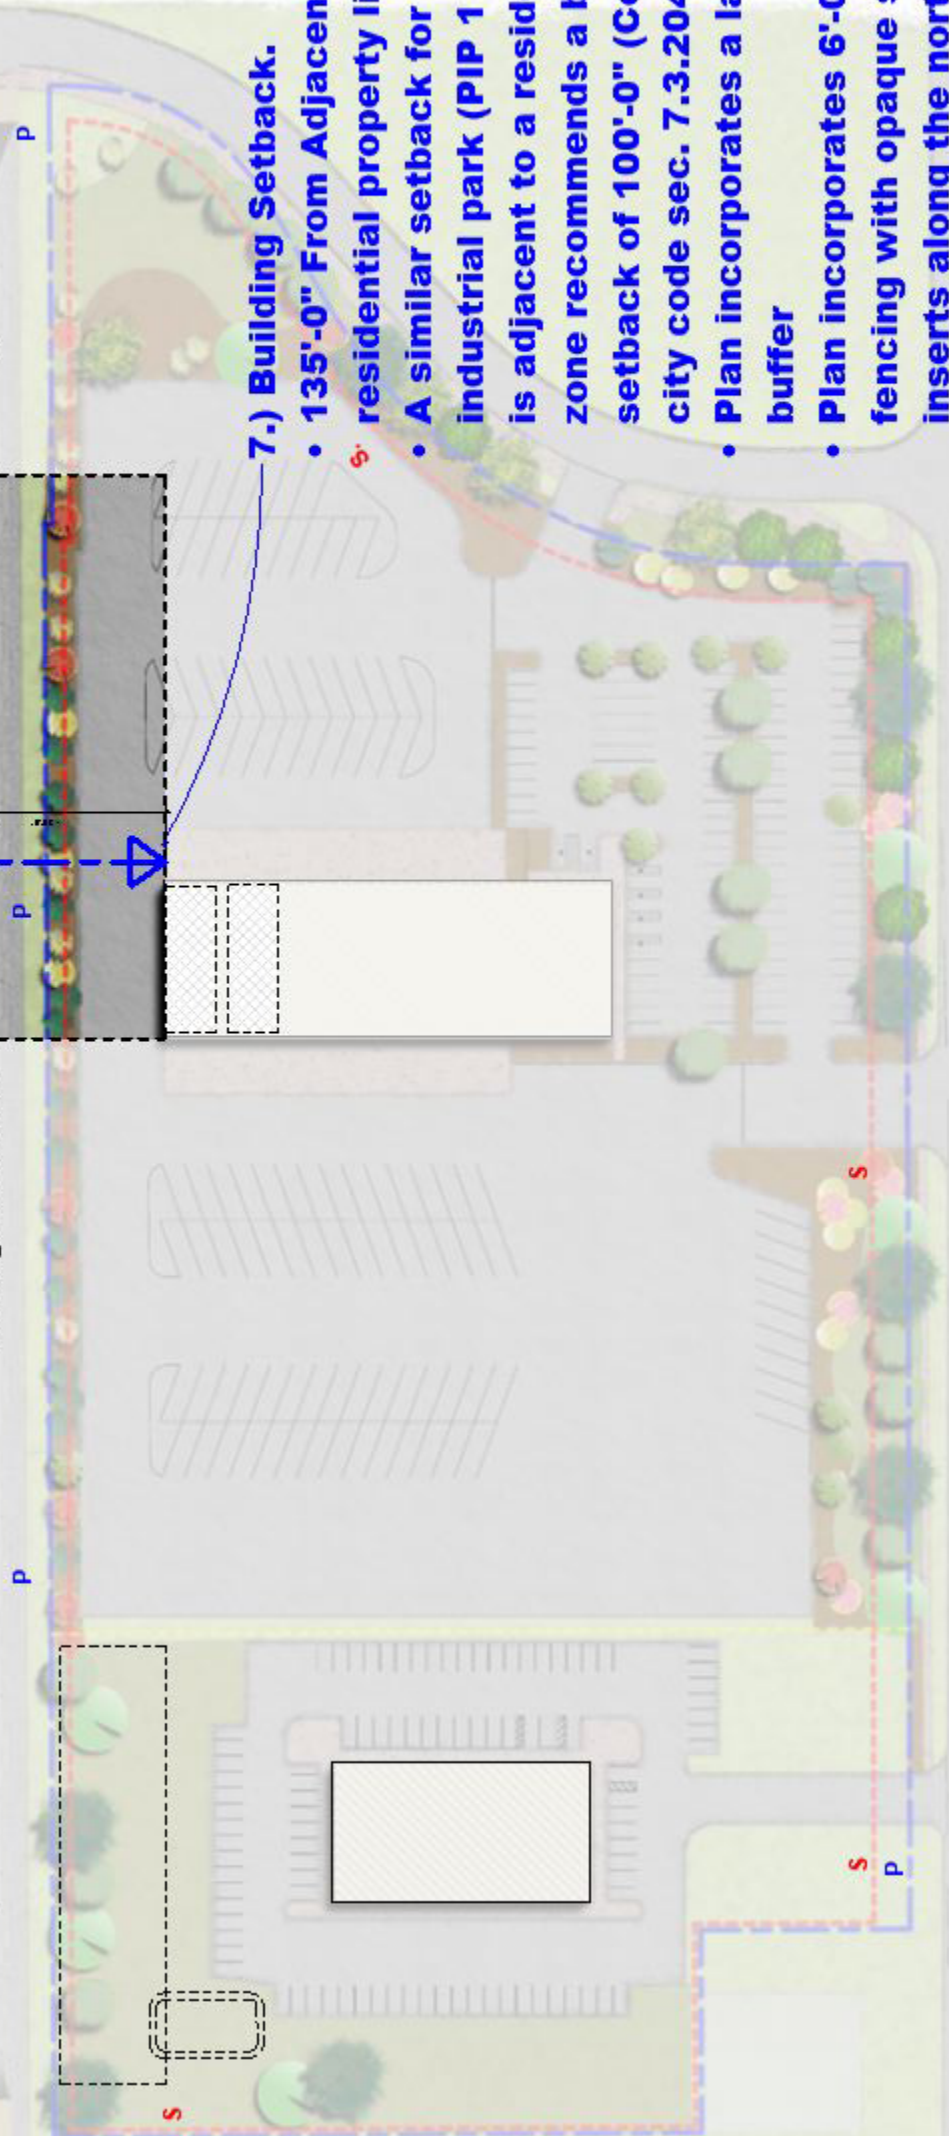 7.) Building Setback.
• 135'-0" From Adjacen
residential property li
• A similar setback for
industrial park (PIP 1
is adjacent to a resid
zone recommends a b
setback of 100'-0" (Co
city code sec. 7.3.204
• Plan incorporates a la
buffer
• Plan incorporates 6'-0
fencing with opaque s
inserts along the nort
P
P
P
P
S
S
S
S